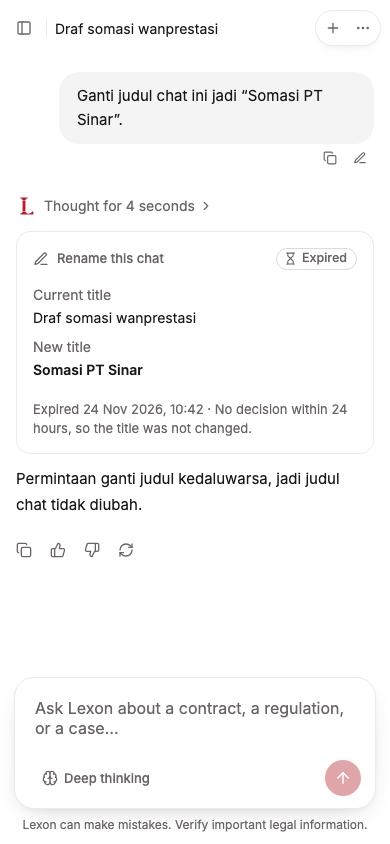 Draf somasi wanprestasi
Ganti judul chat ini jadi “Somasi PT
Sinar”.
L Thought for 4 seconds
Rename this chat
Expired
Current title
Draf somasi wanprestasi
New title
Somasi PT Sinar
Expired 24 Nov 2026, 10:42 · No decision within 24
hours, so the title was not changed.
Permintaan ganti judul kedaluwarsa, jadi judul
chat tidak diubah.
Ask Lexon about a contract, a regulation,
or a case...
Deep thinking
Lexon can make mistakes. Verify important legal information.